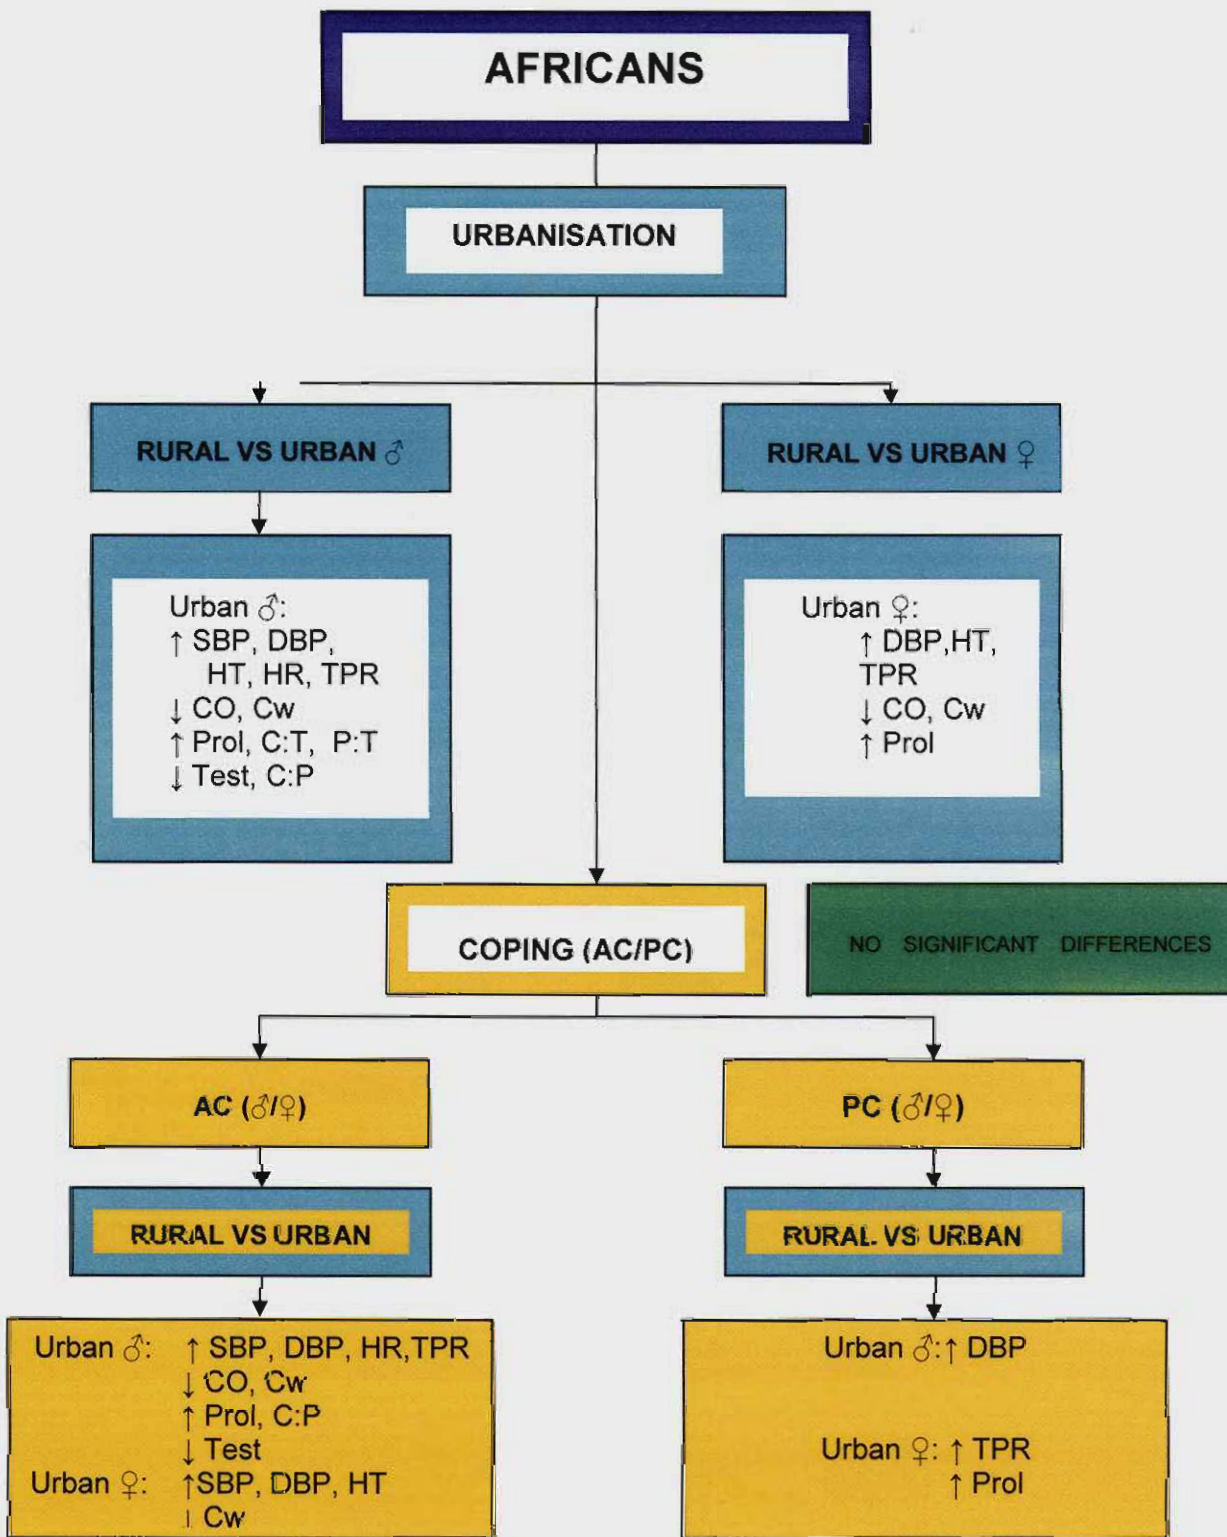 AFRICANS
URBANISATION
RURAL VS URBAN ♂
RURAL VS URBAN ♀
Urban ♂:
↑ SBP, DBP,
HT, HR, TPR
↓ CO, Cw
↑ Prol, C:T, P:T
↓ Test, C:P
Urban ♀:
↑ DBP,HT,
TPR
↓ CO, Cw
↑ Prol
COPING (AC/PC)
NO SIGNIFICANT DIFFERENCES
AC (♂/♀)
PC (♂/♀)
RURAL VS URBAN
RURAL VS URBAN
Urban ♂: ↑ SBP, DBP, HR,TPR
↓ CO, Cw
↑ Prol, C:P
↓ Test
Urban ♀: ↑SBP, DBP, HT
↓ Cw
Urban ♂:↑ DBP
Urban ♀: ↑ TPR
↑ Prol